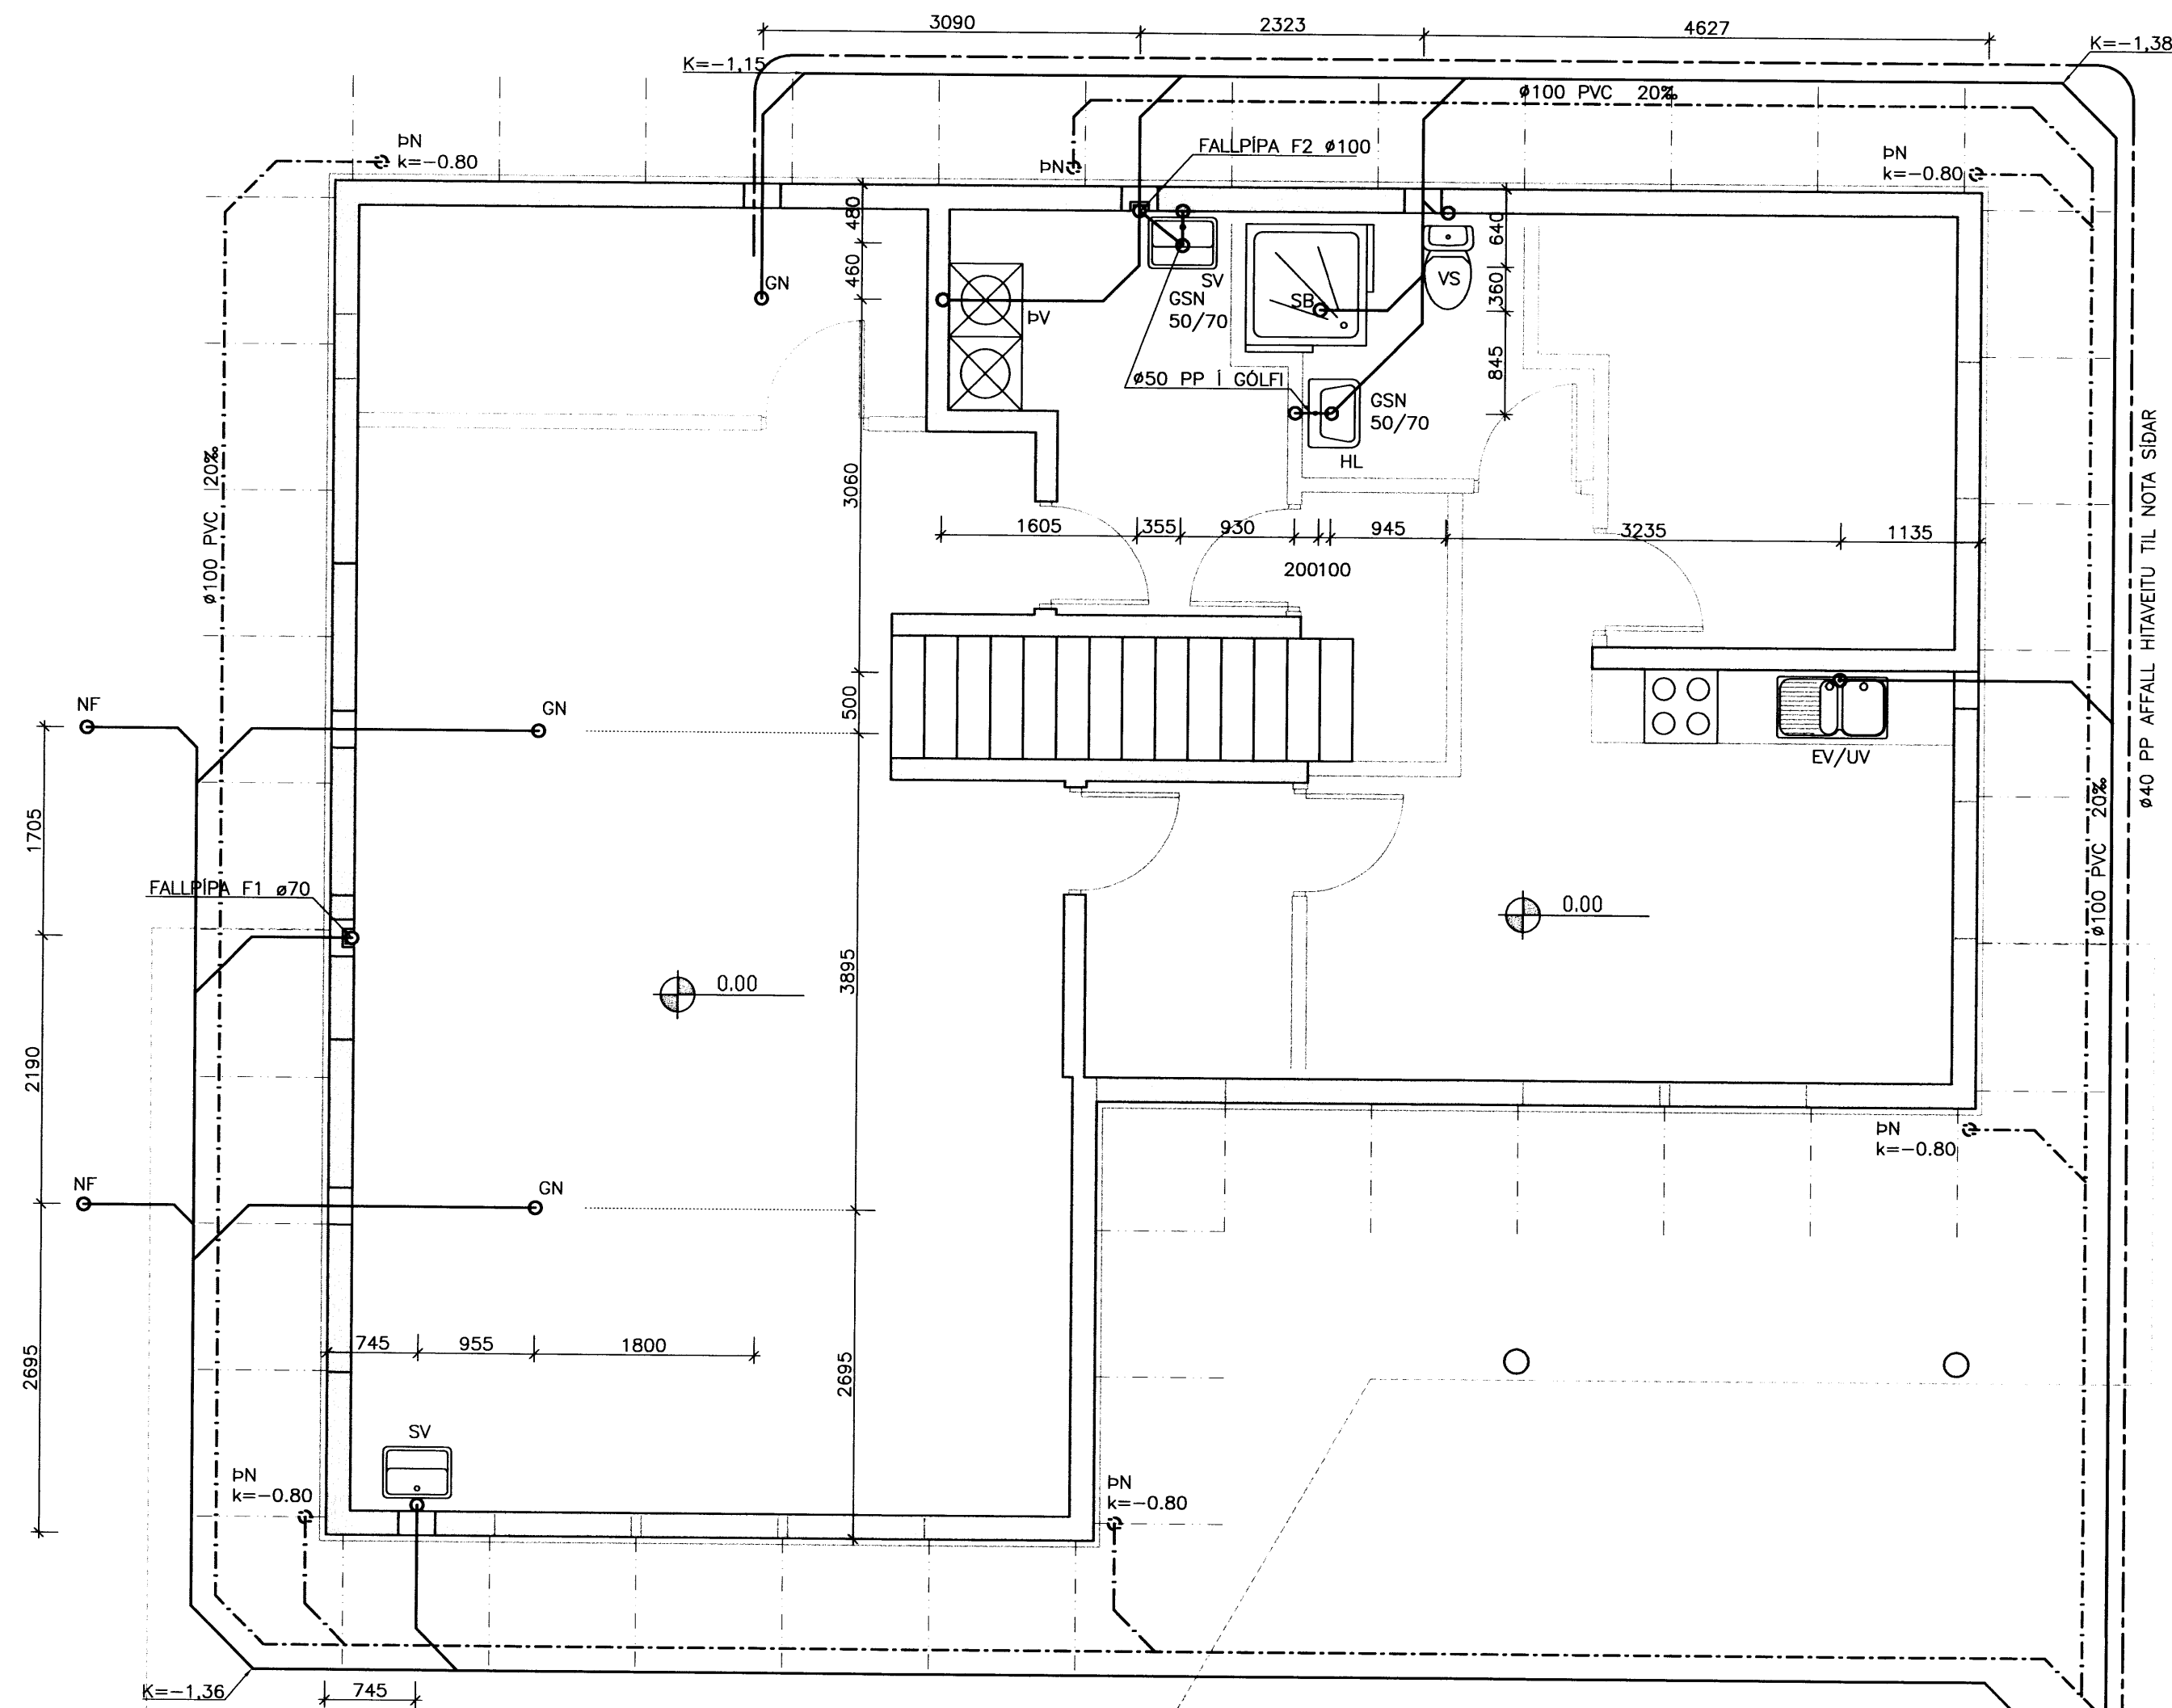 3090
2323
4627
K=-1,15
K=-1,38
ø100 PVC 20‰
ÞN
k=-0.80
FALLPÍPA F2 ø100
ÞN
ÞN
k=-0.80
480
460
640
360
845
GN
SV
GSN
50/70
SB
VS
ÞV
ø50 PP Í GÓLFI
GSN
50/70
HL
ø100 PVC 20‰
3060
1605
355
930
945
3235
1135
200100
ø40 PP AFFALL HITAVEITU TIL NOTA SÍÐAR
NF
GN
500
EV/UV
1705
ø100 PVC 20‰
FALLPÍPA F1 ø70
0.00
0.00
3895
2190
ÞN
k=-0.80
NF
GN
745
955
1800
2695
2695
SV
ÞN
k=-0.80
ÞN
k=-0.80
K=-1,36
745